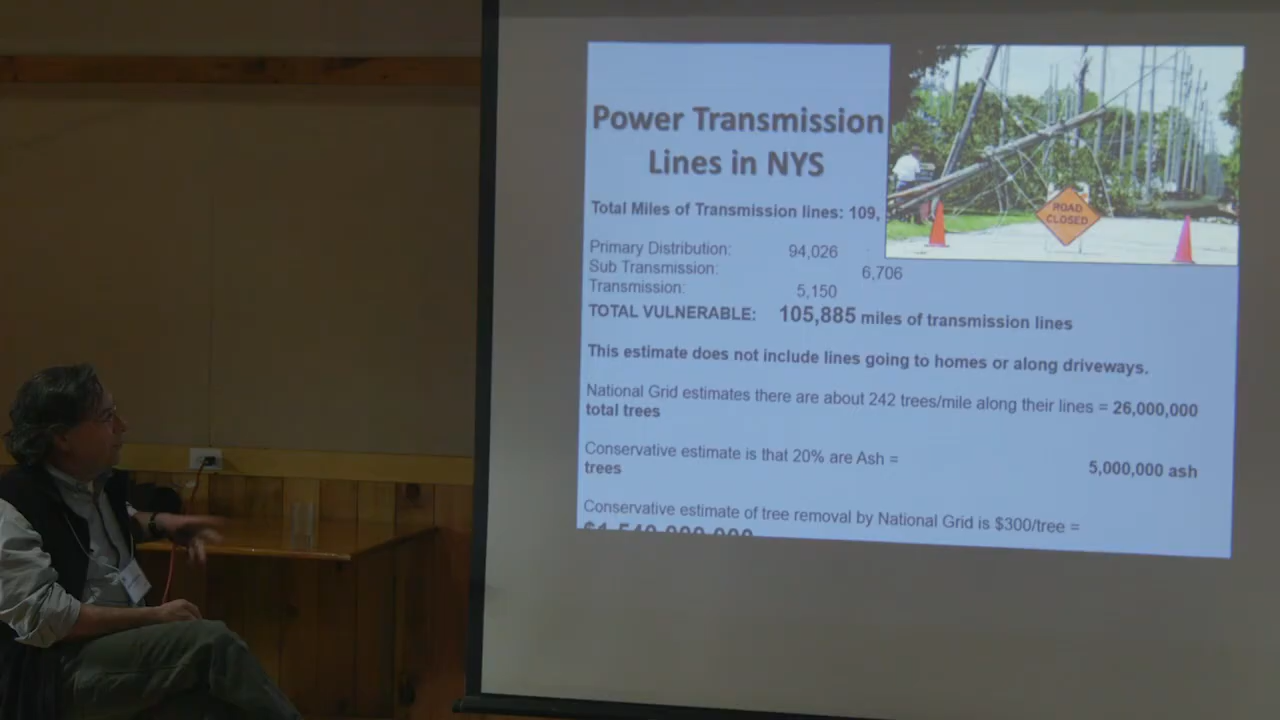 Power Transmission
Lines in NYS
ROAD
CLOSED
Total Miles of Transmission lines: 109,
Primary Distribution: 94,026
Sub Transmission: 6,706
Transmission: 5,150
TOTAL VULNERABLE: 105,885 miles of transmission lines
This estimate does not include lines going to homes or along driveways.
National Grid estimates there are about 242 trees/mile along their lines = 26,000,000
total trees
Conservative estimate is that 20% are Ash = 5,000,000 ash
trees
Conservative estimate of tree removal by National Grid is $300/tree =
$1,540,000,000